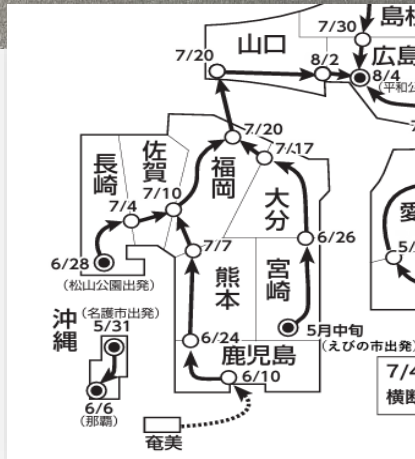 7/30
島根
山口
広島
7/20
8/2
8/4
(平和公
7/20
佐賀
長崎
福岡
7/17
7/10
大分
7/4
愛
6/28
7/7
6/26
5/
(松山公園出発)
熊本
宮崎
沖縄
(名護市出発)
5/31
6/24
5月中旬
(えびの市出発)
鹿児島
6/10
7/4
横断
6/6
(那覇)
奄美